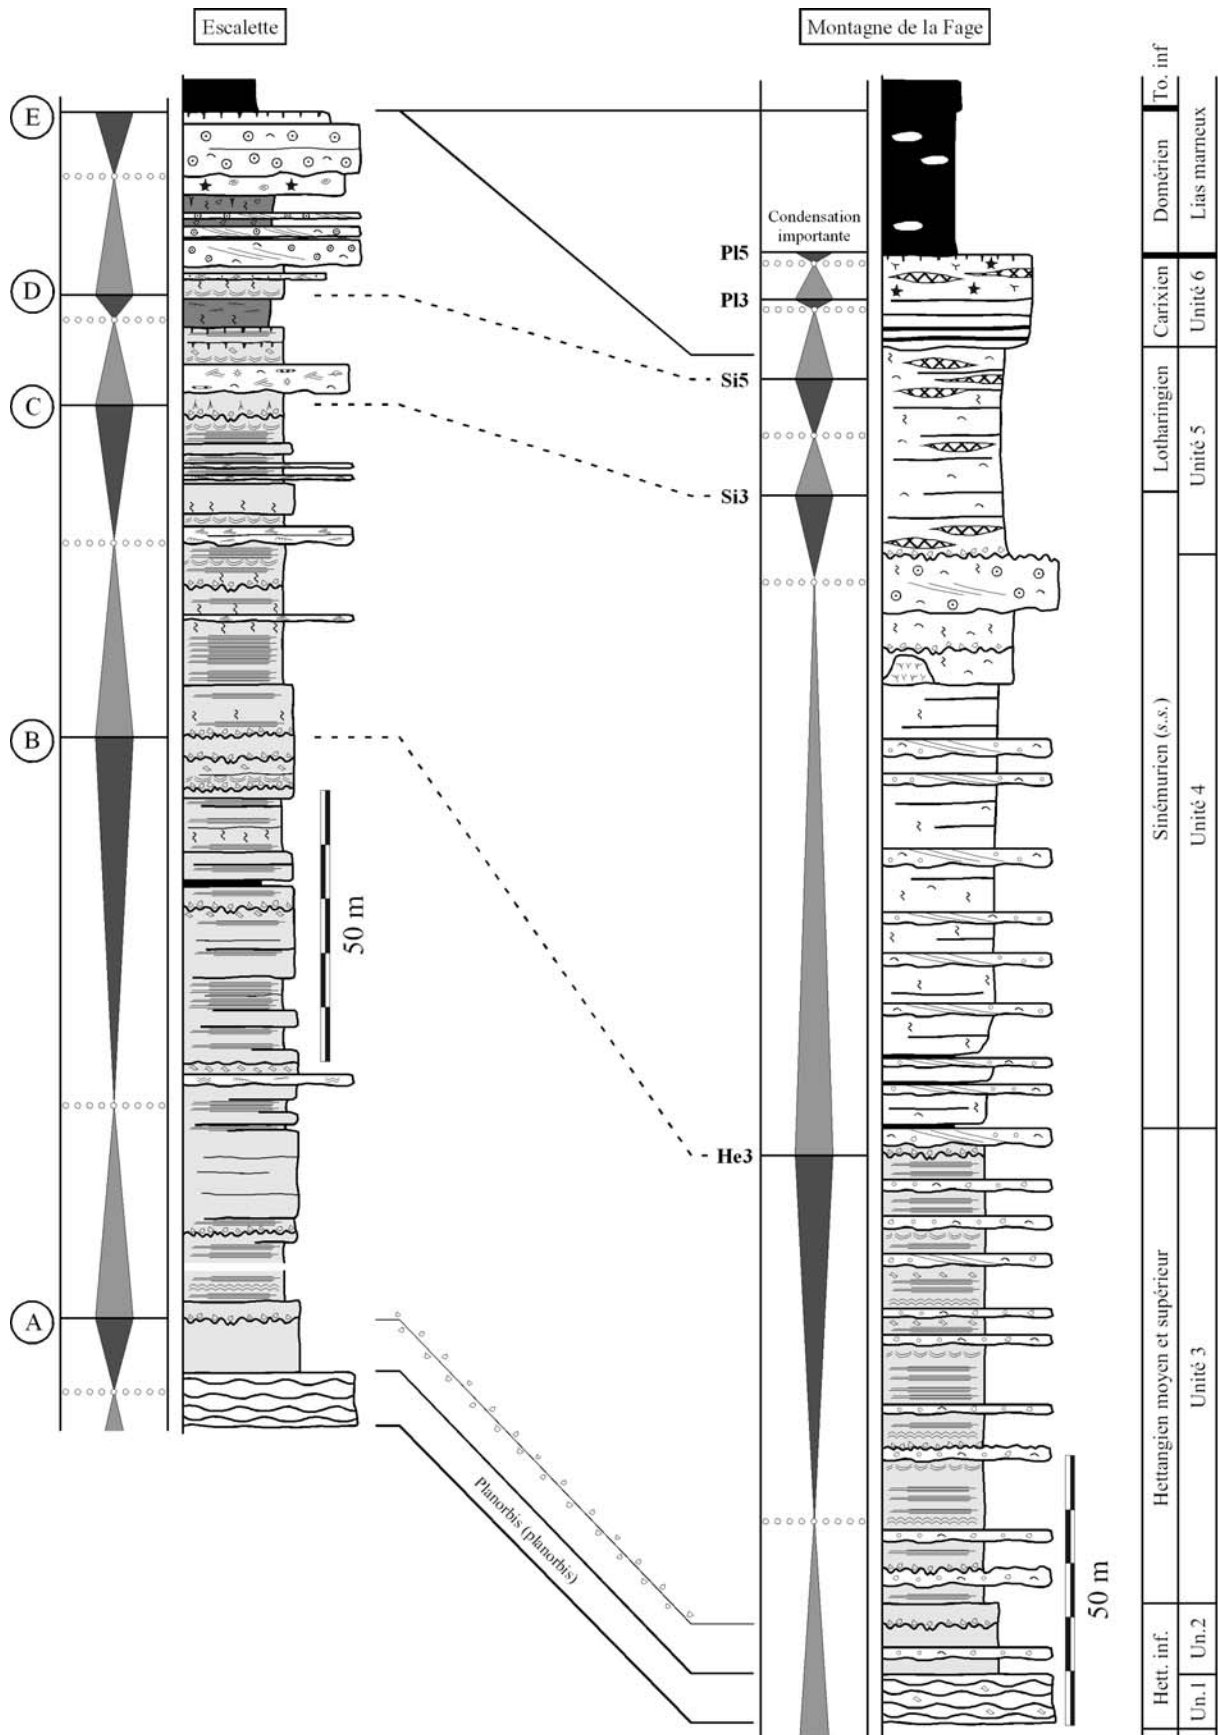 Escalette
Montagne de la Fage
E
D
C
B
A
50 m
Planorbis (planorbis)
Condensation
importante
Pl5
Pl3
Si5
Si3
He3
50 m
To. inf
Domérien
Carixien
Lotharingien
Sinémurien (s.s.)
Hettangien moyen et supérieur
Hett. inf.
Lias marneux
Unité 6
Unité 5
Unité 4
Unité 3
Un.2
Un.1